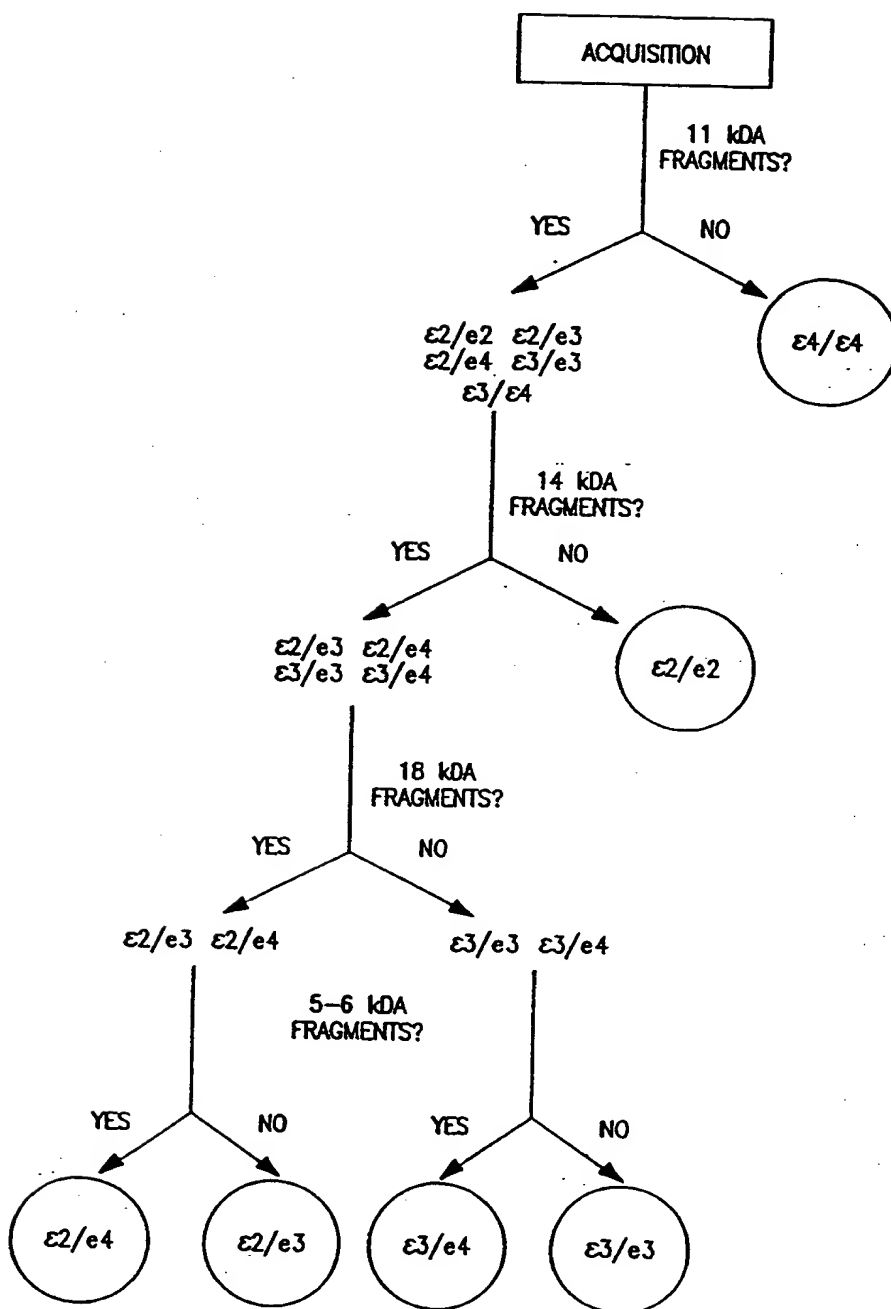 ACQUISITION
11 kDA
FRAGMENTS?
YES
NO
ε2/e2 ε2/e3
ε2/e4 ε3/e3
ε3/ε4
ε4/ε4
14 kDA
FRAGMENTS?
YES
NO
ε2/e3 ε2/e4
ε3/e3 ε3/e4
ε2/e2
18 kDA
FRAGMENTS?
YES
NO
ε2/e3 ε2/e4
ε3/e3 ε3/e4
5–6 kDA
FRAGMENTS?
YES
NO
YES
NO
ε2/e4
ε2/e3
ε3/e4
ε3/e3